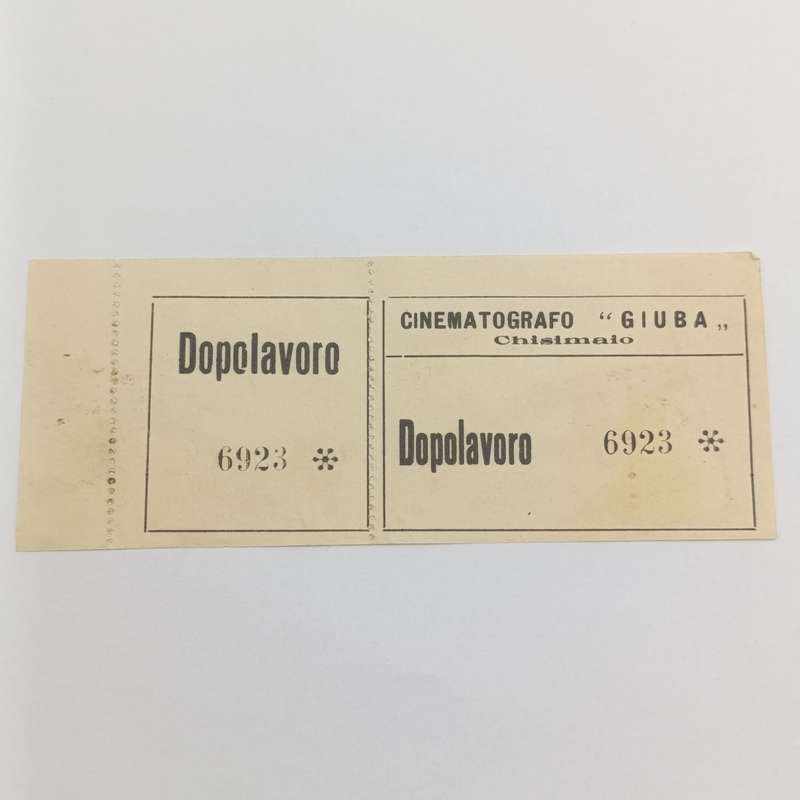 Dopolavoro
6923 *
CINEMATOGRAFO “GIUBA„
Chisimaio
Dopolavoro 6923 *